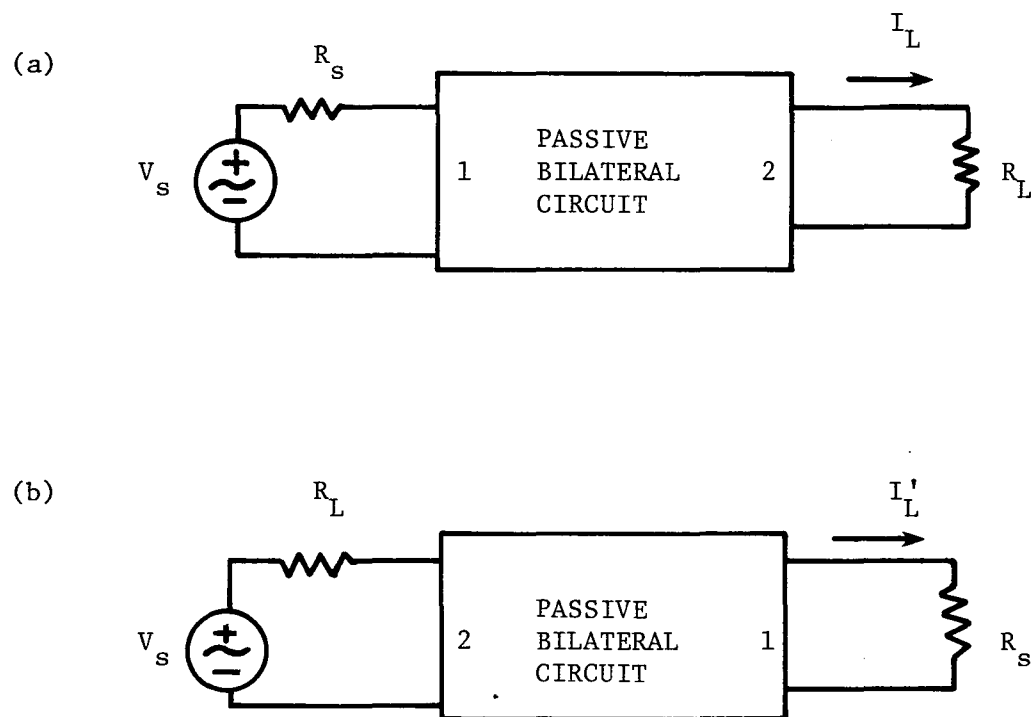 (a)
R_s
I_L
V_s
+
−
1
PASSIVE
BILATERAL
CIRCUIT
2
R_L
(b)
R_L
I_L'
V_s
+
−
2
PASSIVE
BILATERAL
CIRCUIT
1
R_s